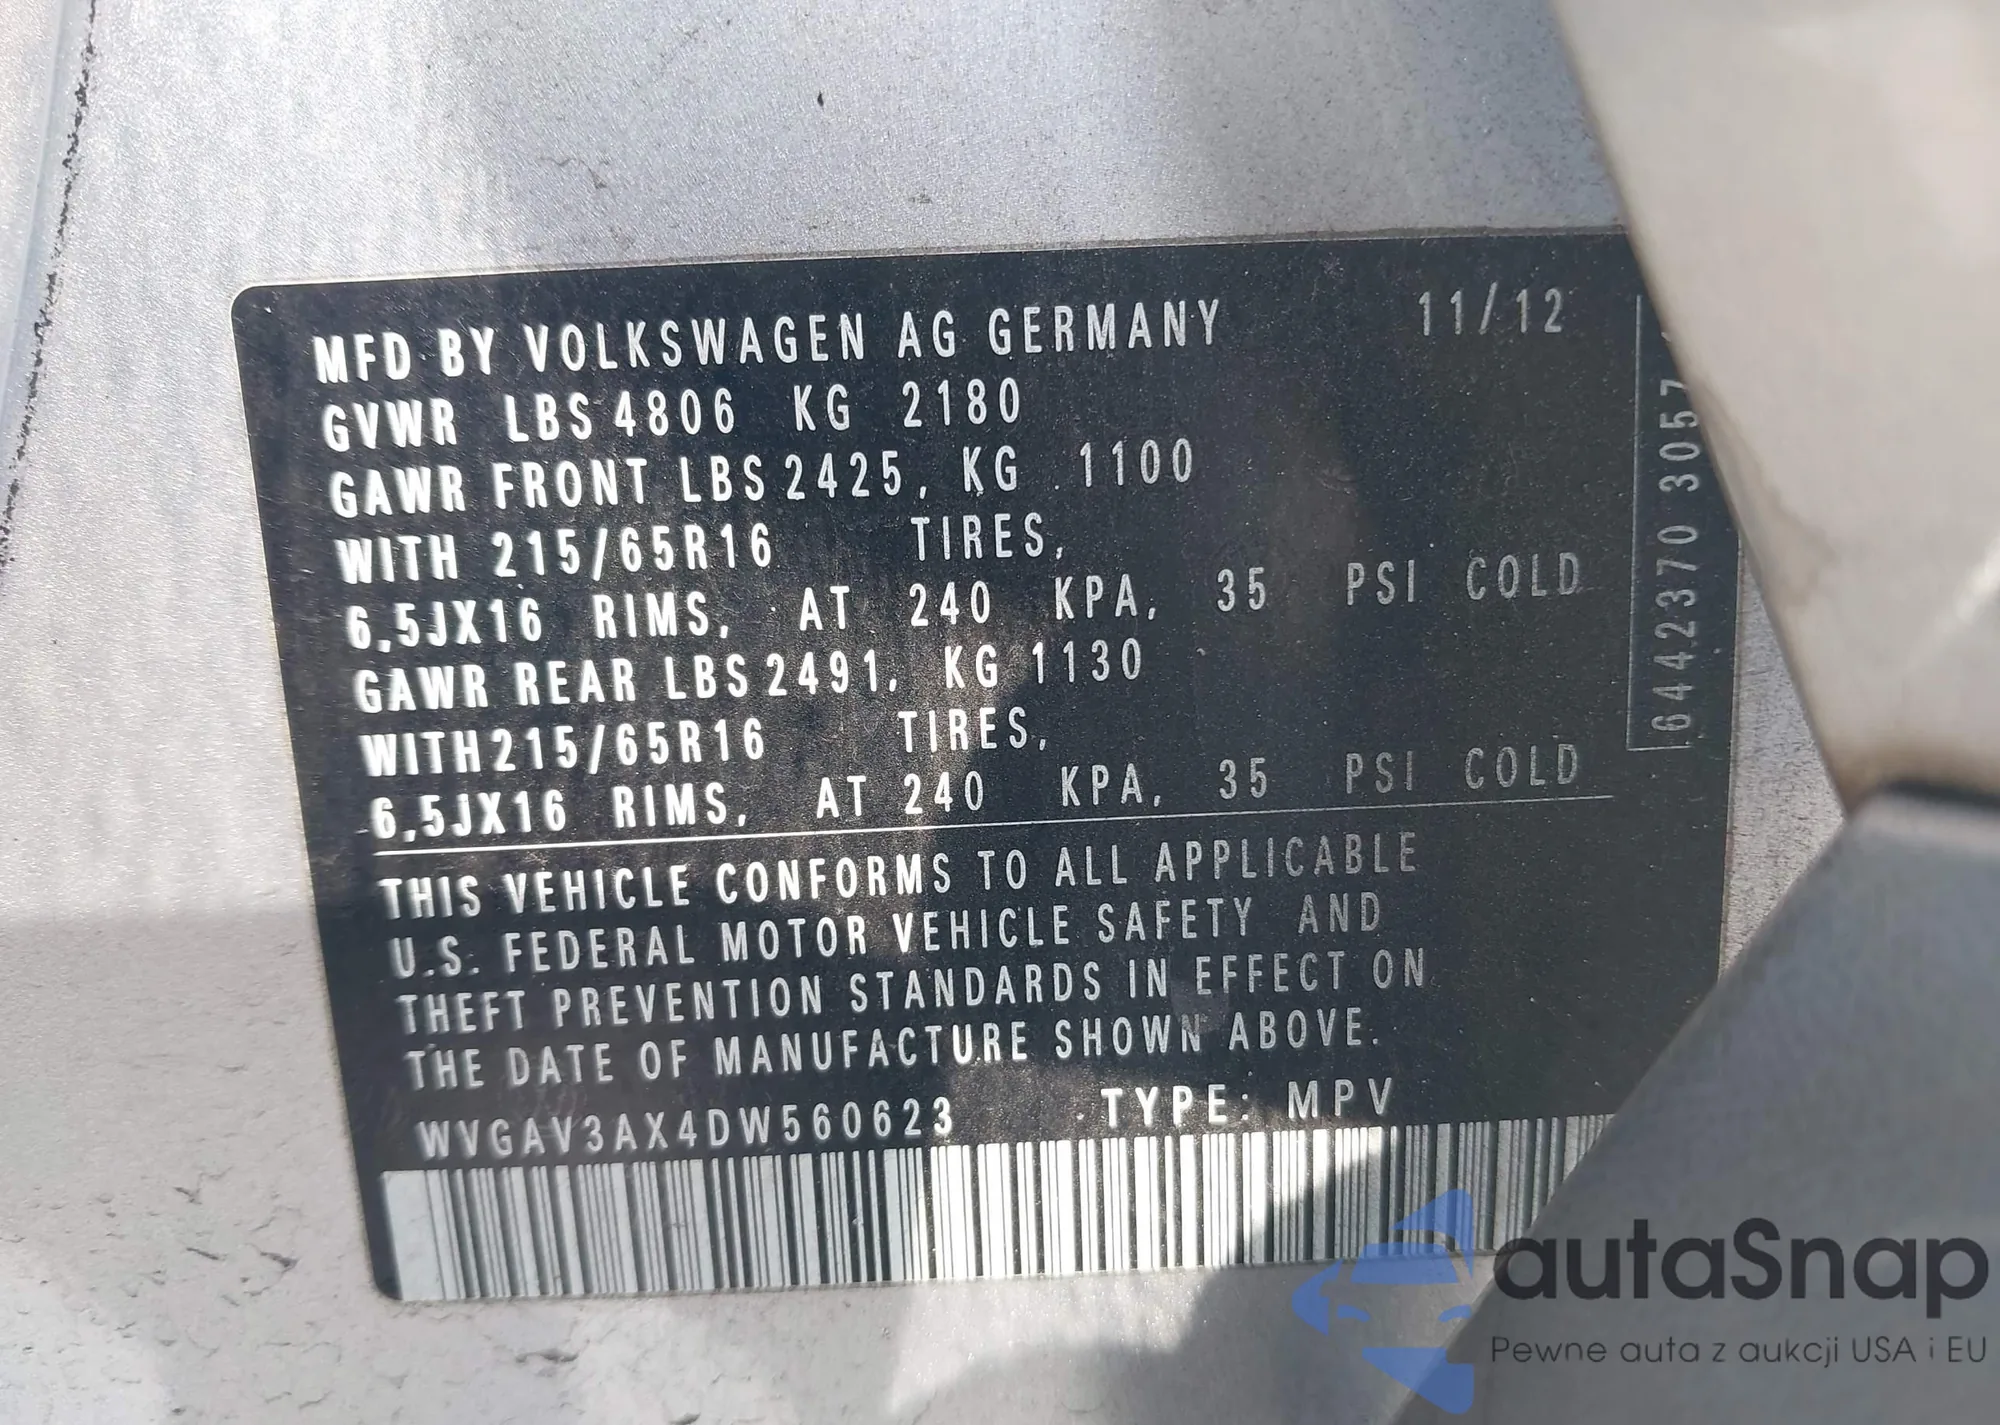 MFD BY VOLKSWAGEN AG GERMANY 11/12
GVWR LBS 4806 KG 2180
GAWR FRONT LBS 2425, KG 1100
WITH 215/65R16 TIRES,
6,5JX16 RIMS, AT 240 KPA, 35 PSI COLD
GAWR REAR LBS 2491, KG 1130
WITH 215/65R16 TIRES,
6,5JX16 RIMS, AT 240 KPA, 35 PSI COLD
THIS VEHICLE CONFORMS TO ALL APPLICABLE
U.S. FEDERAL MOTOR VEHICLE SAFETY AND
THEFT PREVENTION STANDARDS IN EFFECT ON
THE DATE OF MANUFACTURE SHOWN ABOVE.
WVGAV3AX4DW560623 TYPE: MPV
6442370 3057
autaSnap
Pewne auta z aukcji USA i EU